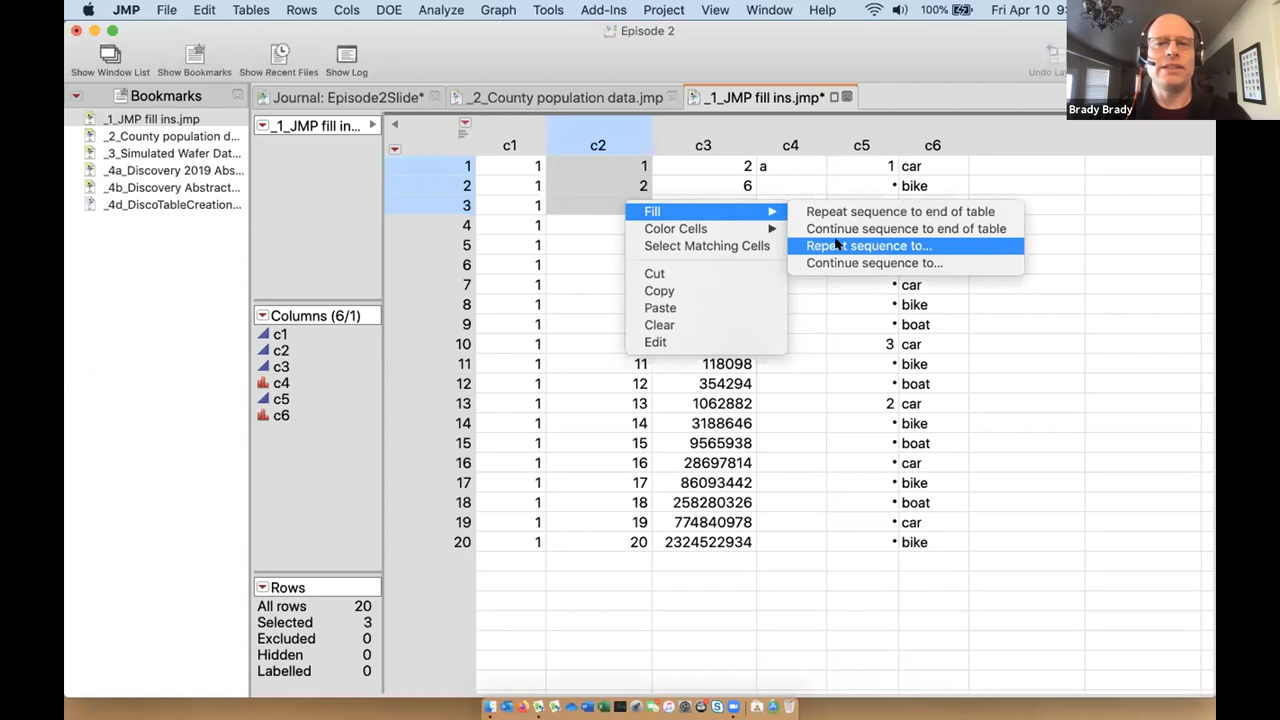 JMP File Edit Tables Rows Cols DOE Analyze Graph Tools Add-Ins Project View Window Help 100% Fri Apr 10
Episode 2
Show Window List Show Bookmarks Show Recent Files Show Log Undo
Brady Brady
Bookmarks
_1_JMP fill ins.jmp
_2_County population d...
_3_Simulated Wafer Dat...
_4a_Discovery 2019 Abs...
_4b_Discovery Abstract...
_4d_DiscoTableCreation...
Journal: Episode2Slide* _2_County population data.jmp _1_JMP fill ins.jmp*
_1_JMP fill in...
Columns (6/1)
c1
c2
c3
c4
c5
c6
Rows
All rows 20
Selected 3
Excluded 0
Hidden 0
Labelled 0
c1 c2 c3 c4 c5 c6
1 1 1 2 a 1 car
2 1 2 6 • bike
3 1
4 1
5 1
6 1
7 1 • car
8 1 • bike
9 1 • boat
10 1 3 car
11 1 11 118098 • bike
12 1 12 354294 • boat
13 1 13 1062882 2 car
14 1 14 3188646 • bike
15 1 15 9565938 • boat
16 1 16 28697814 • car
17 1 17 86093442 • bike
18 1 18 258280326 • boat
19 1 19 774840978 • car
20 1 20 2324522934 • bike
Fill
Color Cells
Select Matching Cells
Cut
Copy
Paste
Clear
Edit
Repeat sequence to end of table
Continue sequence to end of table
Repeat sequence to...
Continue sequence to...